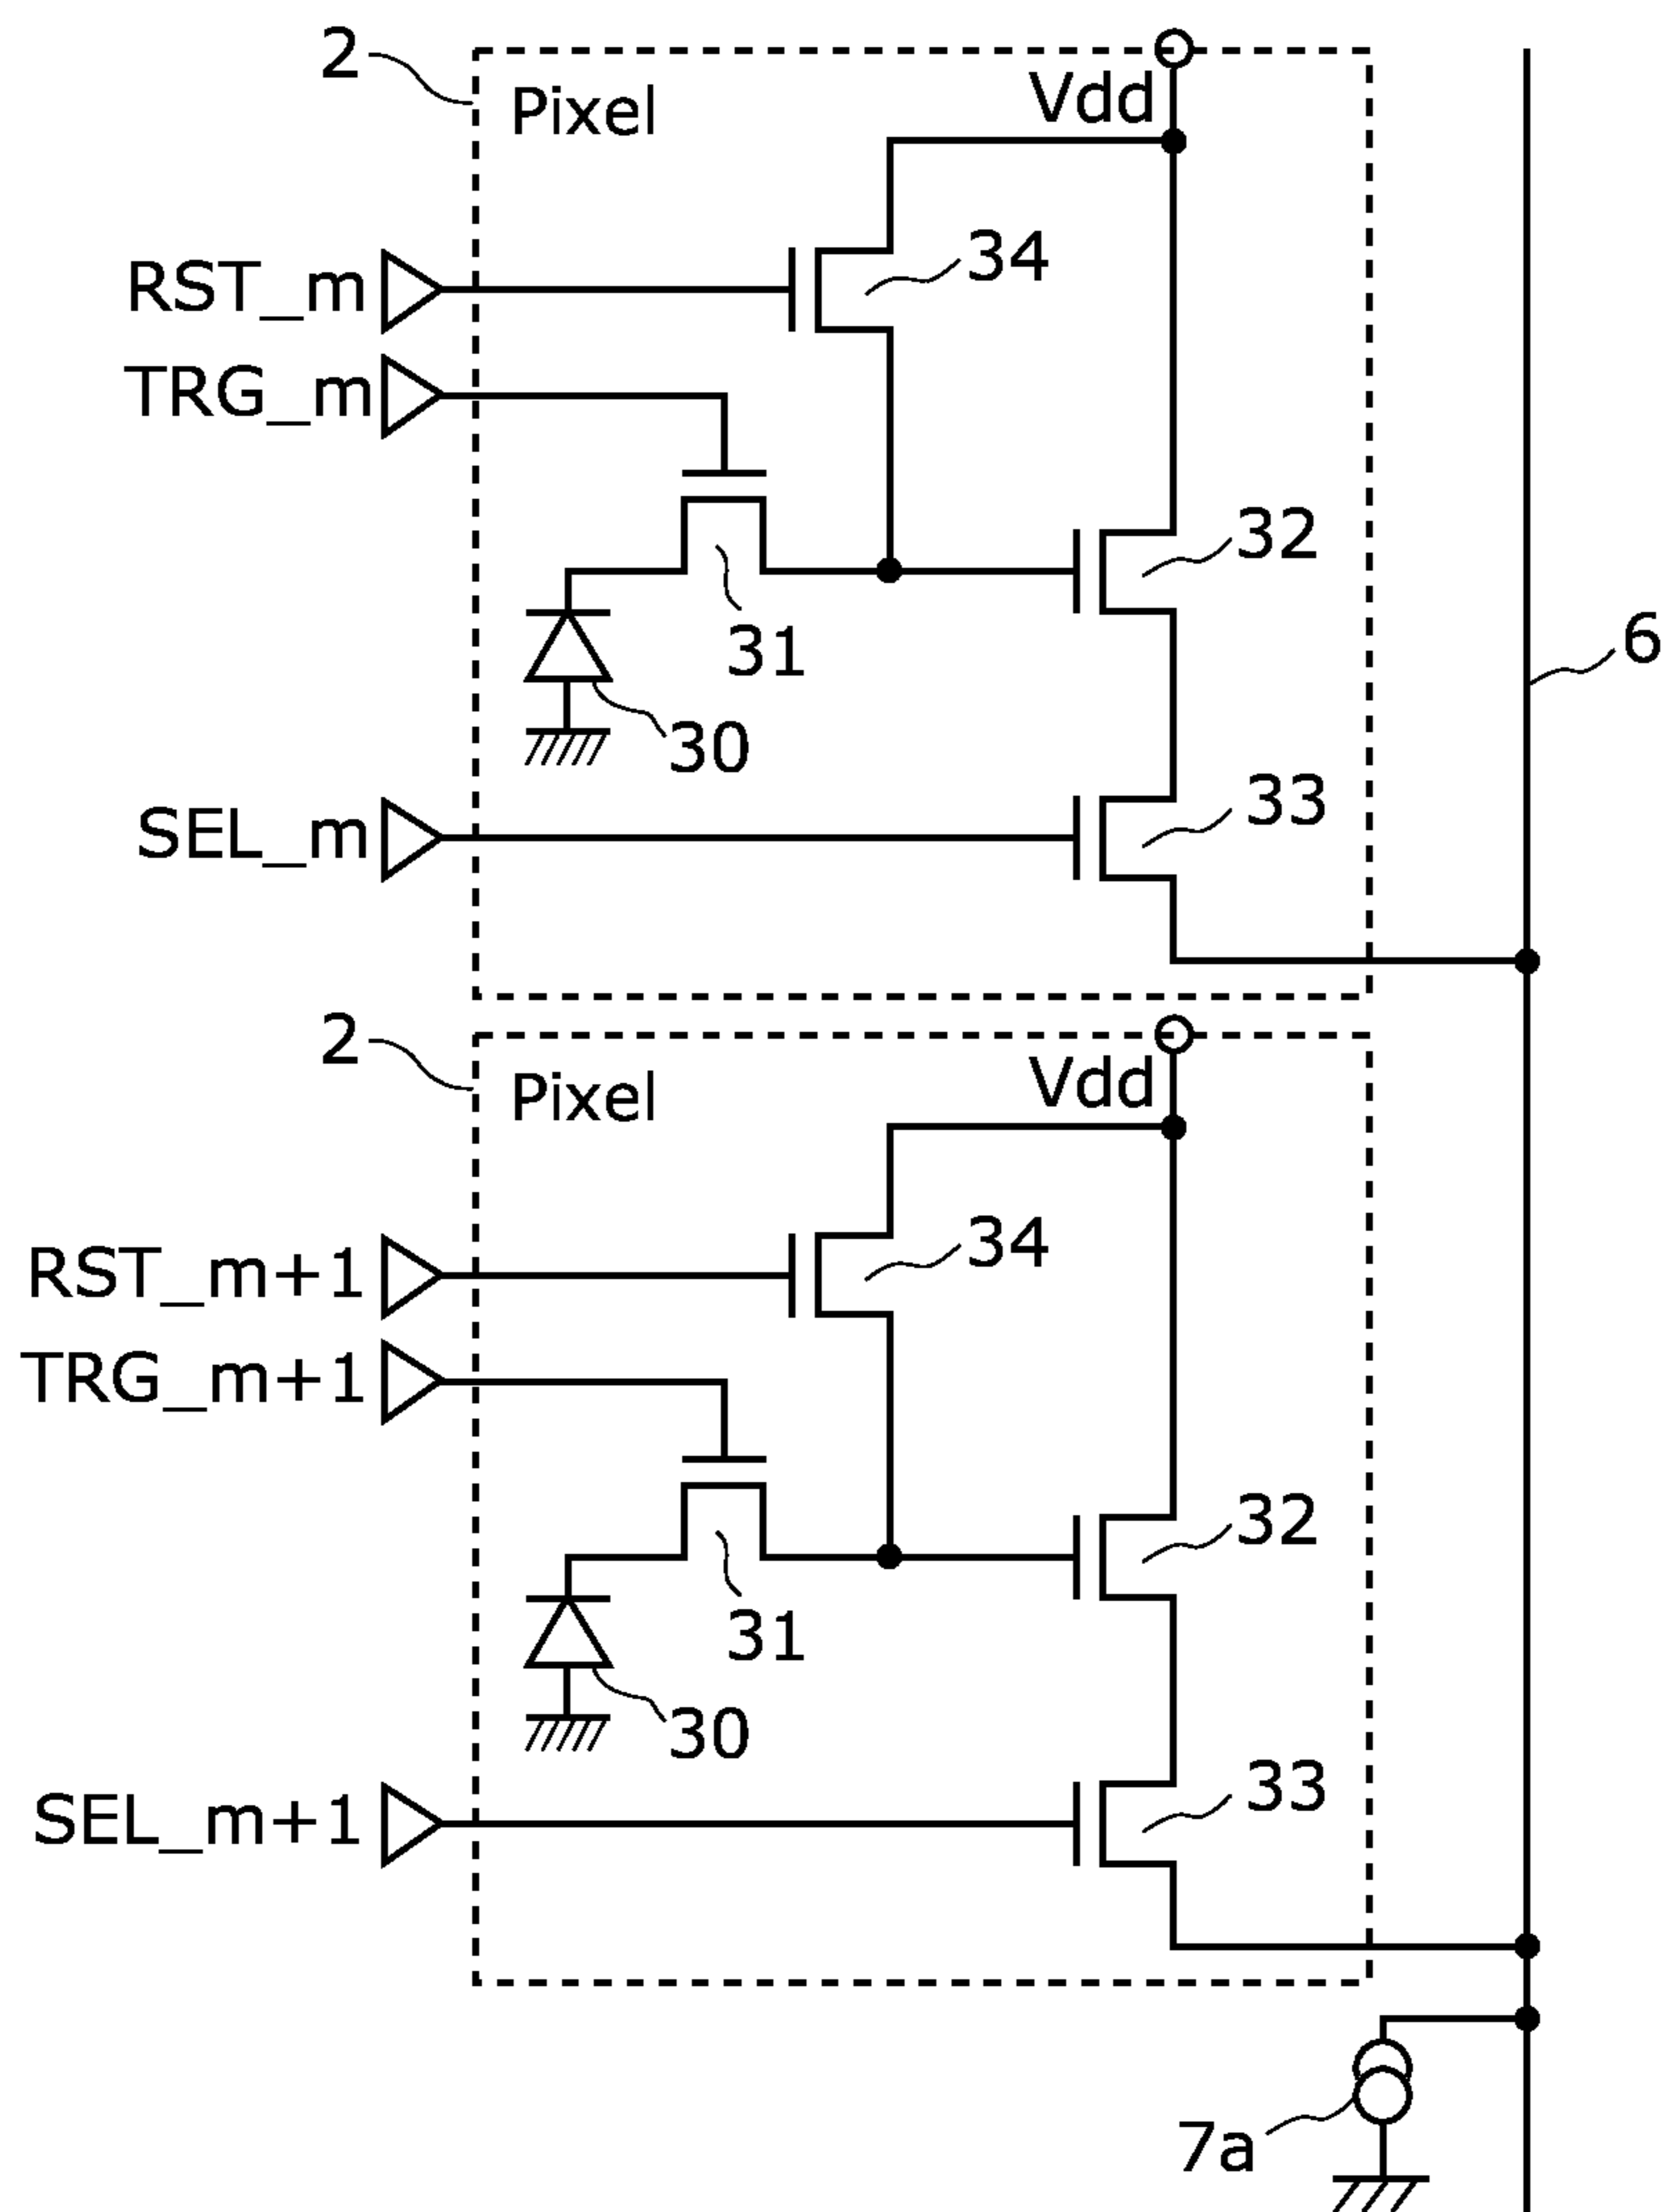 2
Pixel
Vdd
RST_m
34
TRG_m
32
31
6
30
SEL_m
33
2
Pixel
Vdd
RST_m+1
34
TRG_m+1
32
31
30
SEL_m+1
33
7a